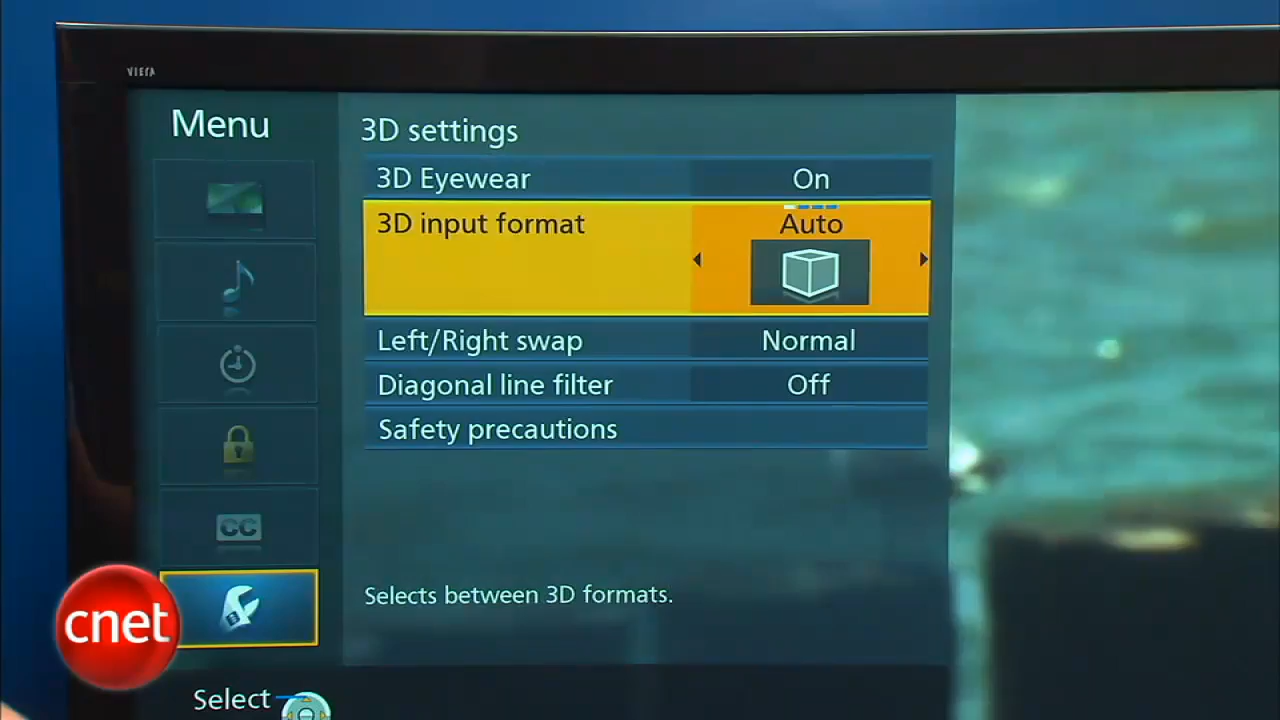 VIERA
Menu
3D settings
3D Eyewear On
3D input format Auto
Left/Right swap Normal
Diagonal line filter Off
Safety precautions
CC
Selects between 3D formats.
cnet
Select